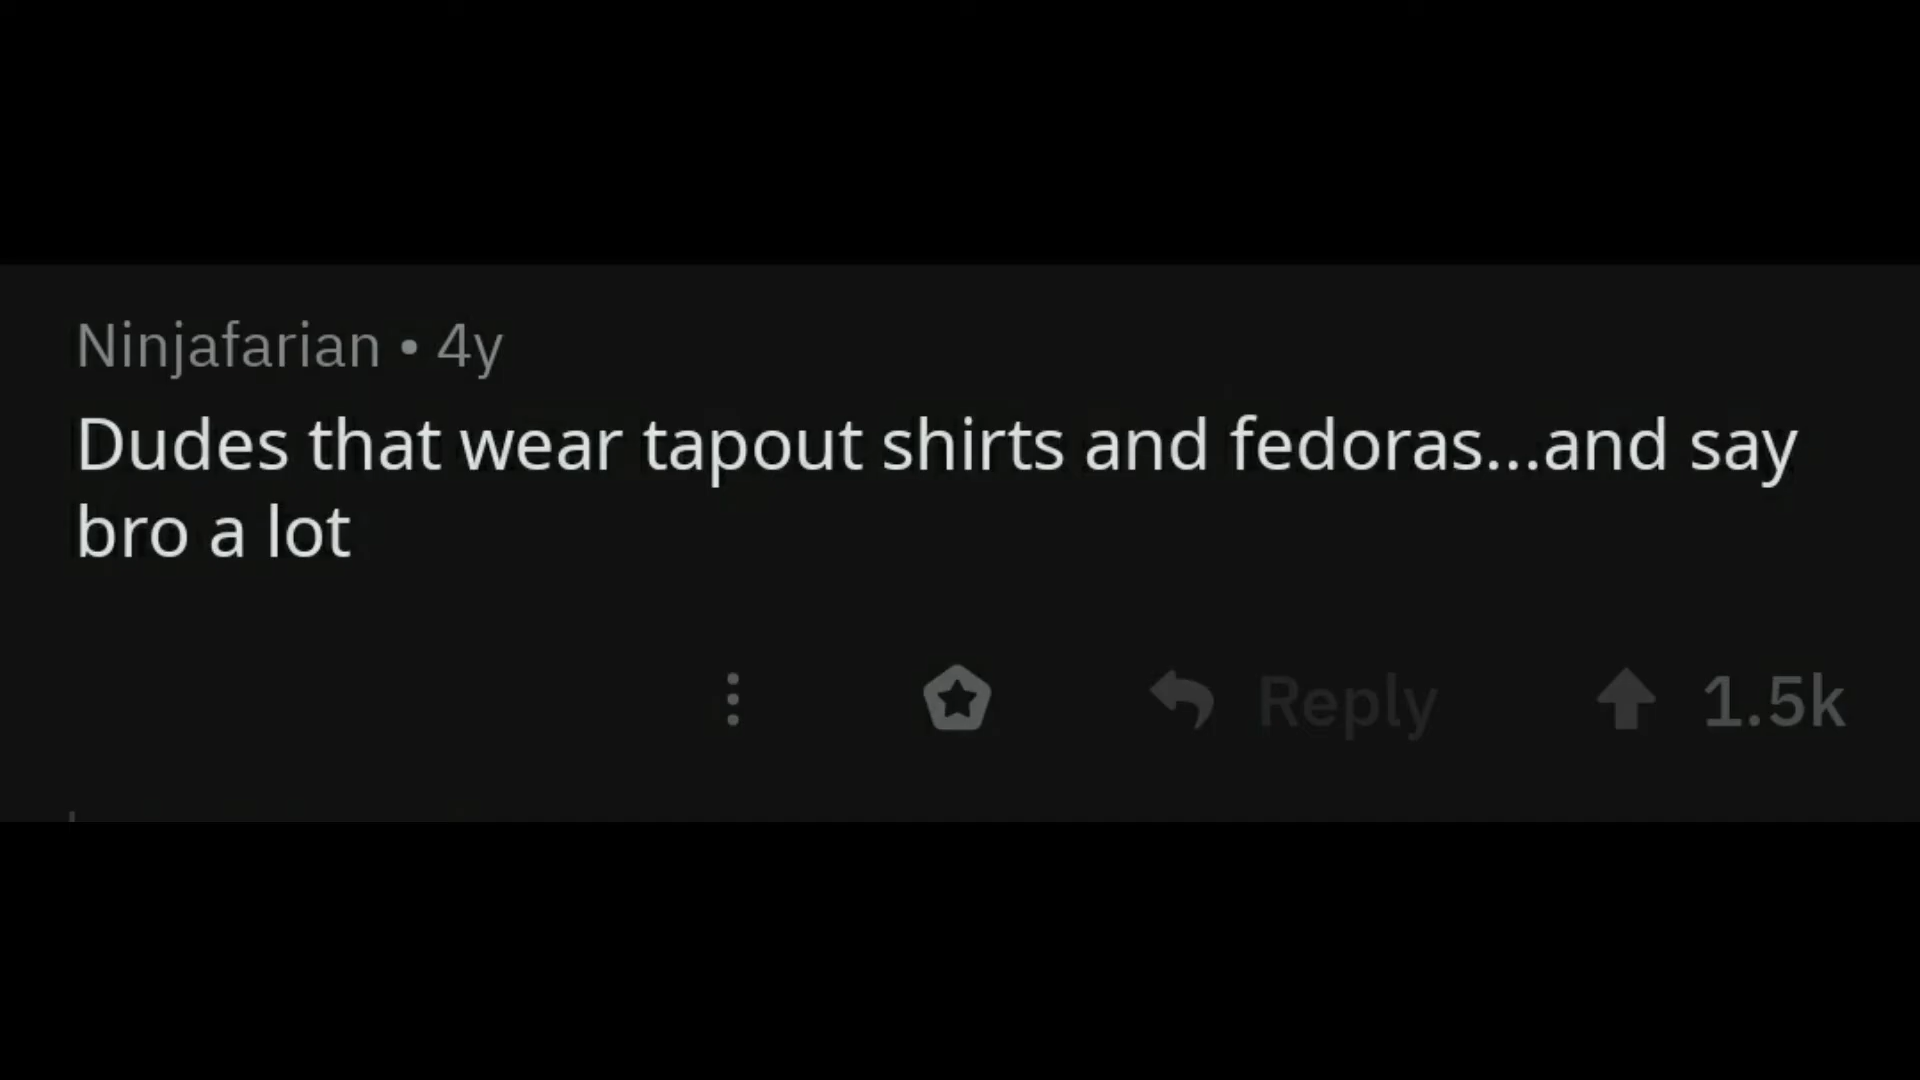 Ninjafarian • 4y
Dudes that wear tapout shirts and fedoras...and say
bro a lot
Reply
1.5k